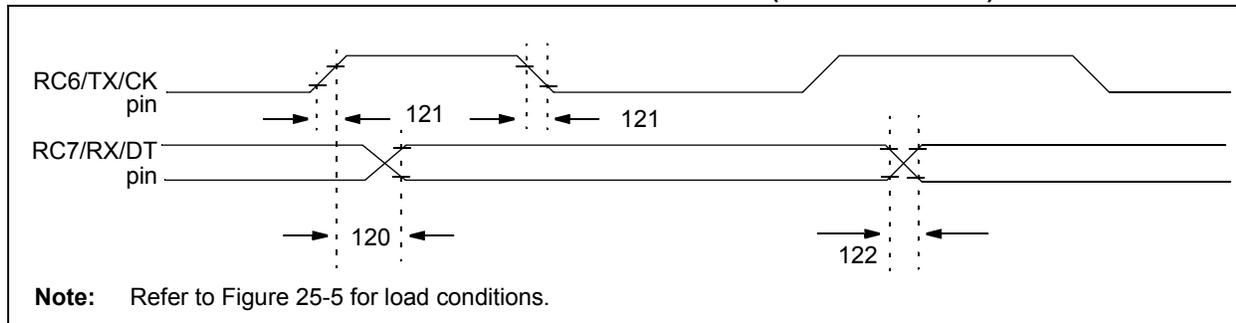 RC6/TX/CK
pin
121
121
RC7/RX/DT
pin
120
122
Note: Refer to Figure 25-5 for load conditions.